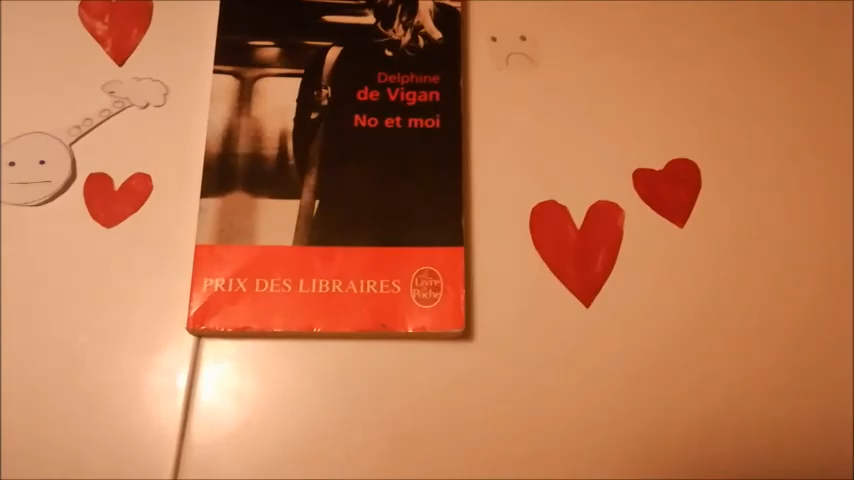 Delphine
de Vigan
No et moi
PRIX DES LIBRAIRES
Le
Livre
de
Poche